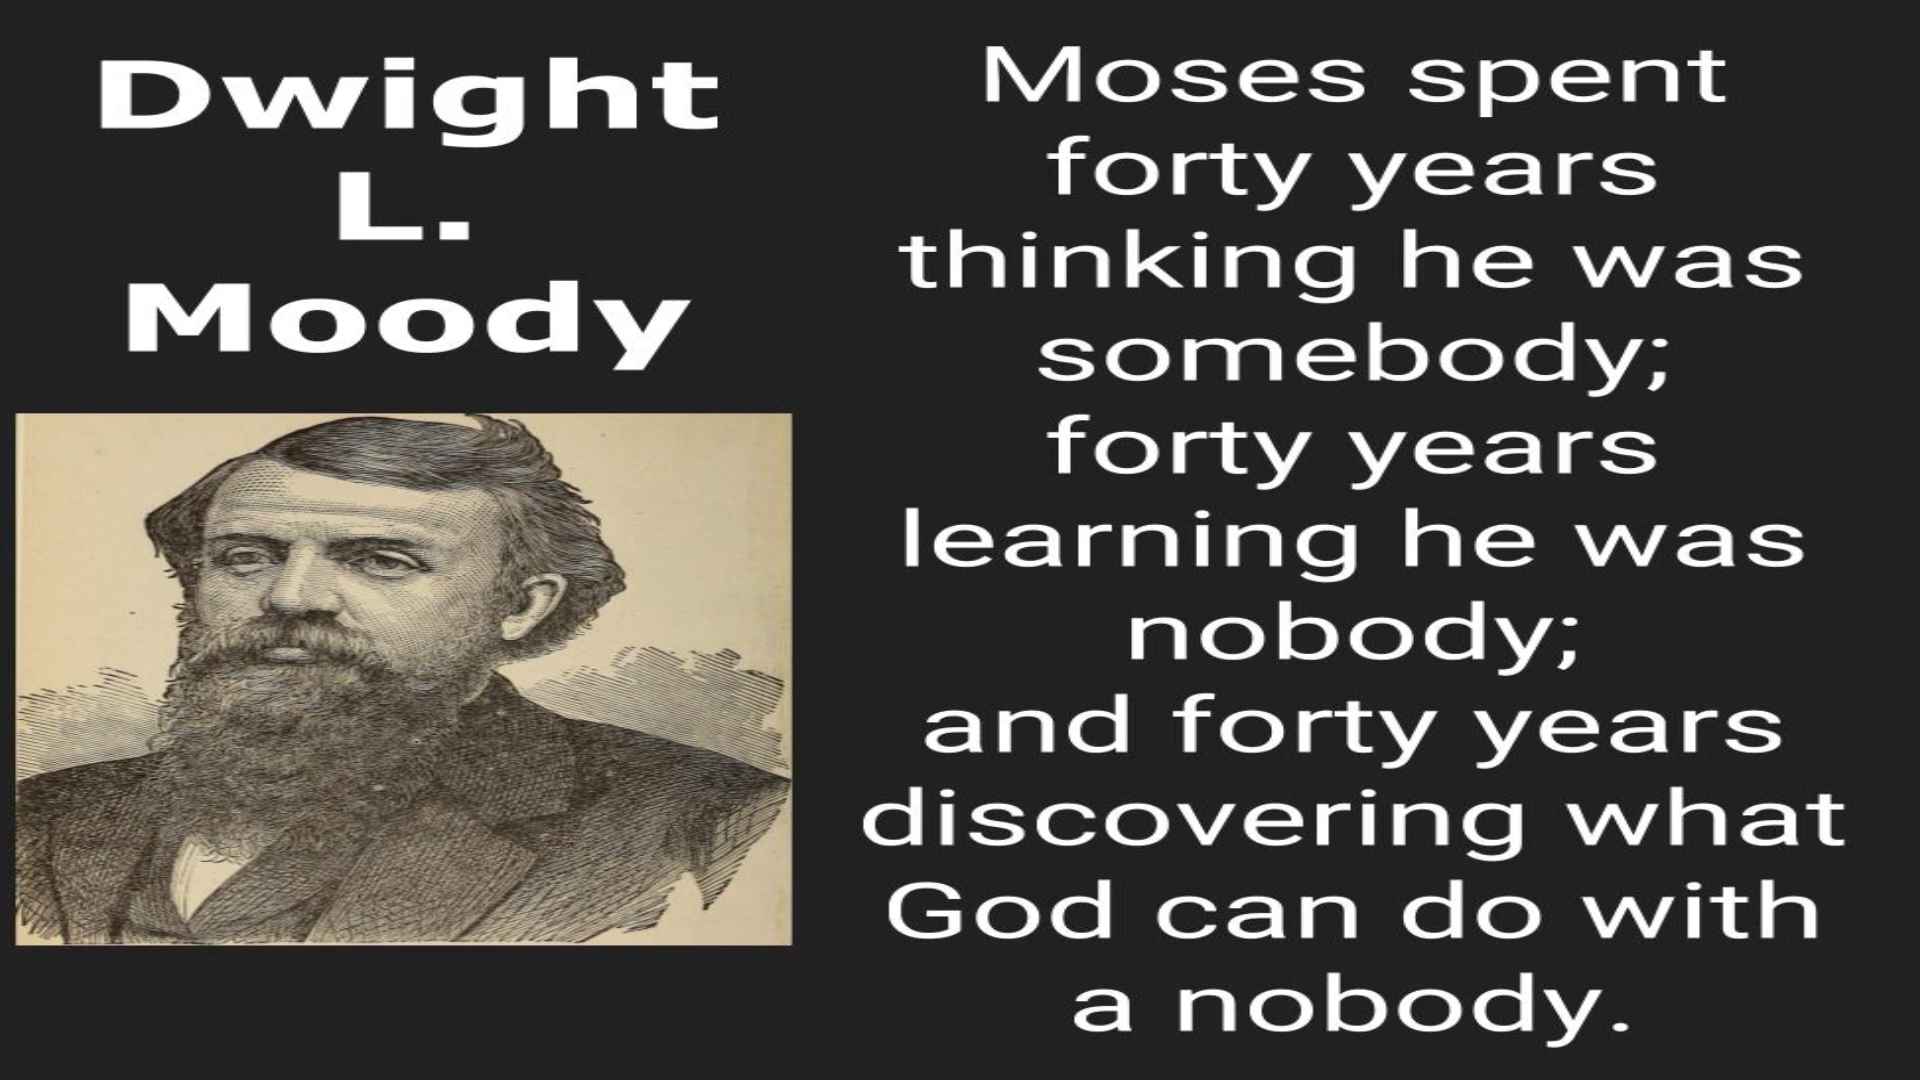 Dwight
L.
Moody
Moses spent
forty years
thinking he was
somebody;
forty years
learning he was
nobody;
and forty years
discovering what
God can do with
a nobody.